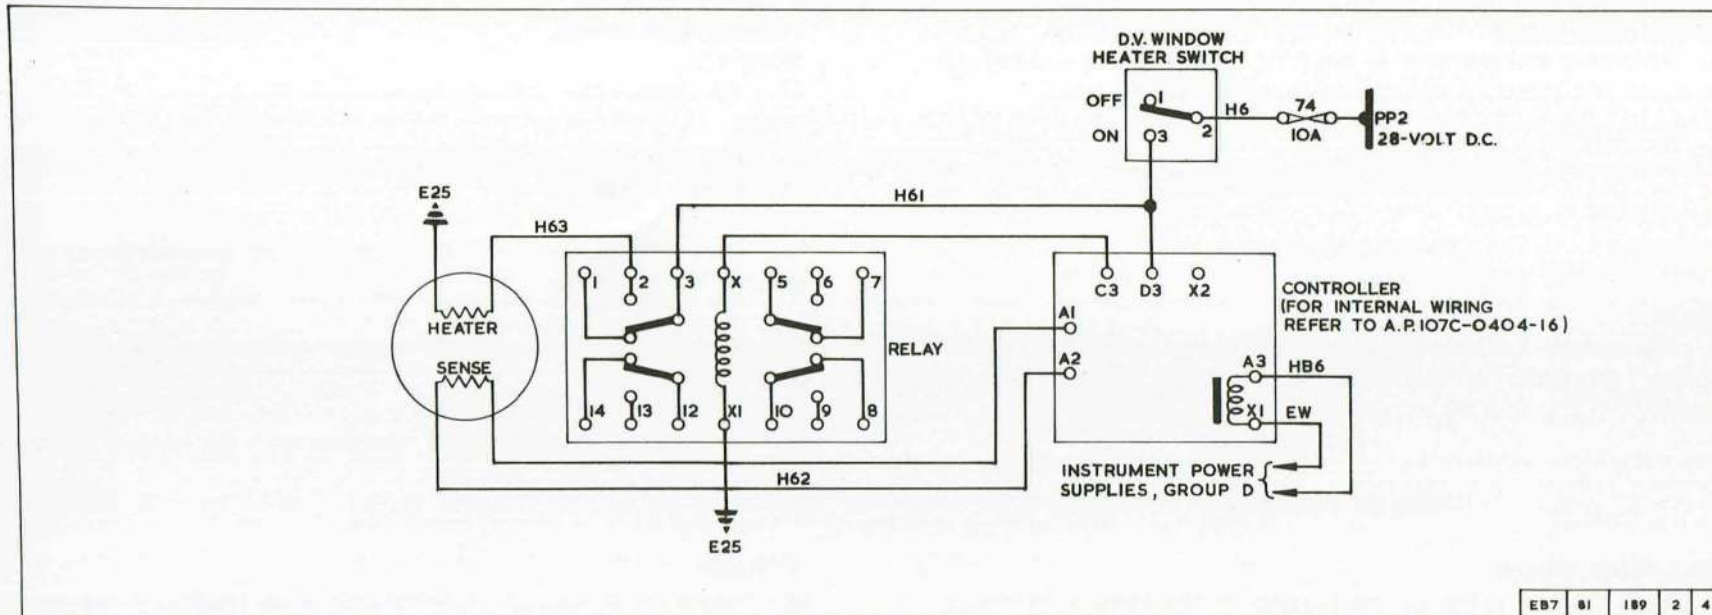 D.V. WINDOW
HEATER SWITCH
OFF
1
ON
3
2
H6
74
10A
PP2
28-VOLT D.C.
E25
H63
H61
HEATER
SENSE
1
2
3
X
5
6
7
14
13
12
X1
10
9
8
RELAY
E25
H62
C3
D3
X2
A1
A2
A3
X1
HB6
EW
CONTROLLER
(FOR INTERNAL WIRING
REFER TO A.P.107C-0404-16)
INSTRUMENT POWER
SUPPLIES, GROUP D
EB7 81 189 2 4